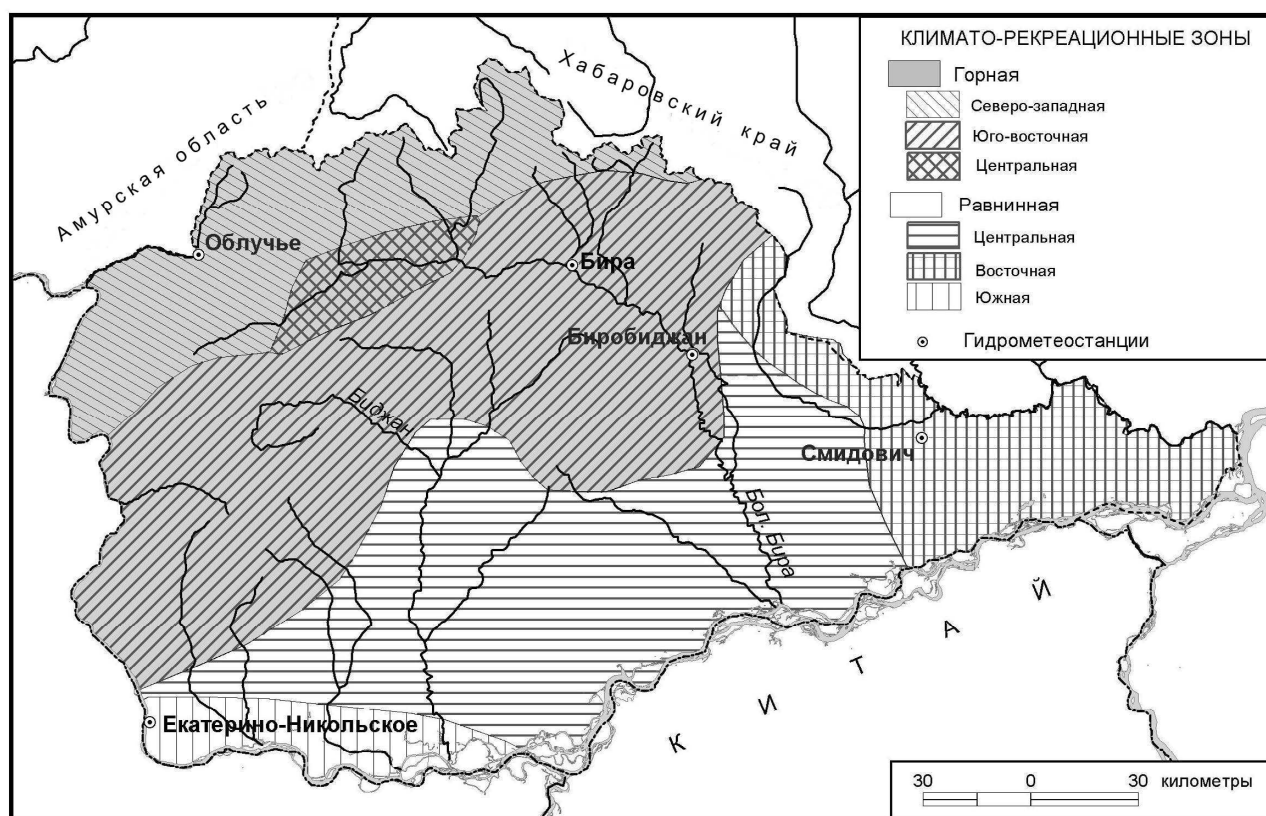 КЛИМАТО-РЕКРЕАЦИОННЫЕ ЗОНЫ
Горная
Северо-западная
Юго-восточная
Центральная
Равнинная
Центральная
Восточная
Южная
Гидрометеостанции
Амурская область
Хабаровский край
Облучье
Бира
Биробиджан
Биджан
Смидович
Бол. Бира
Екатерино-Никольское
КИТАЙ
30 0 30 километры